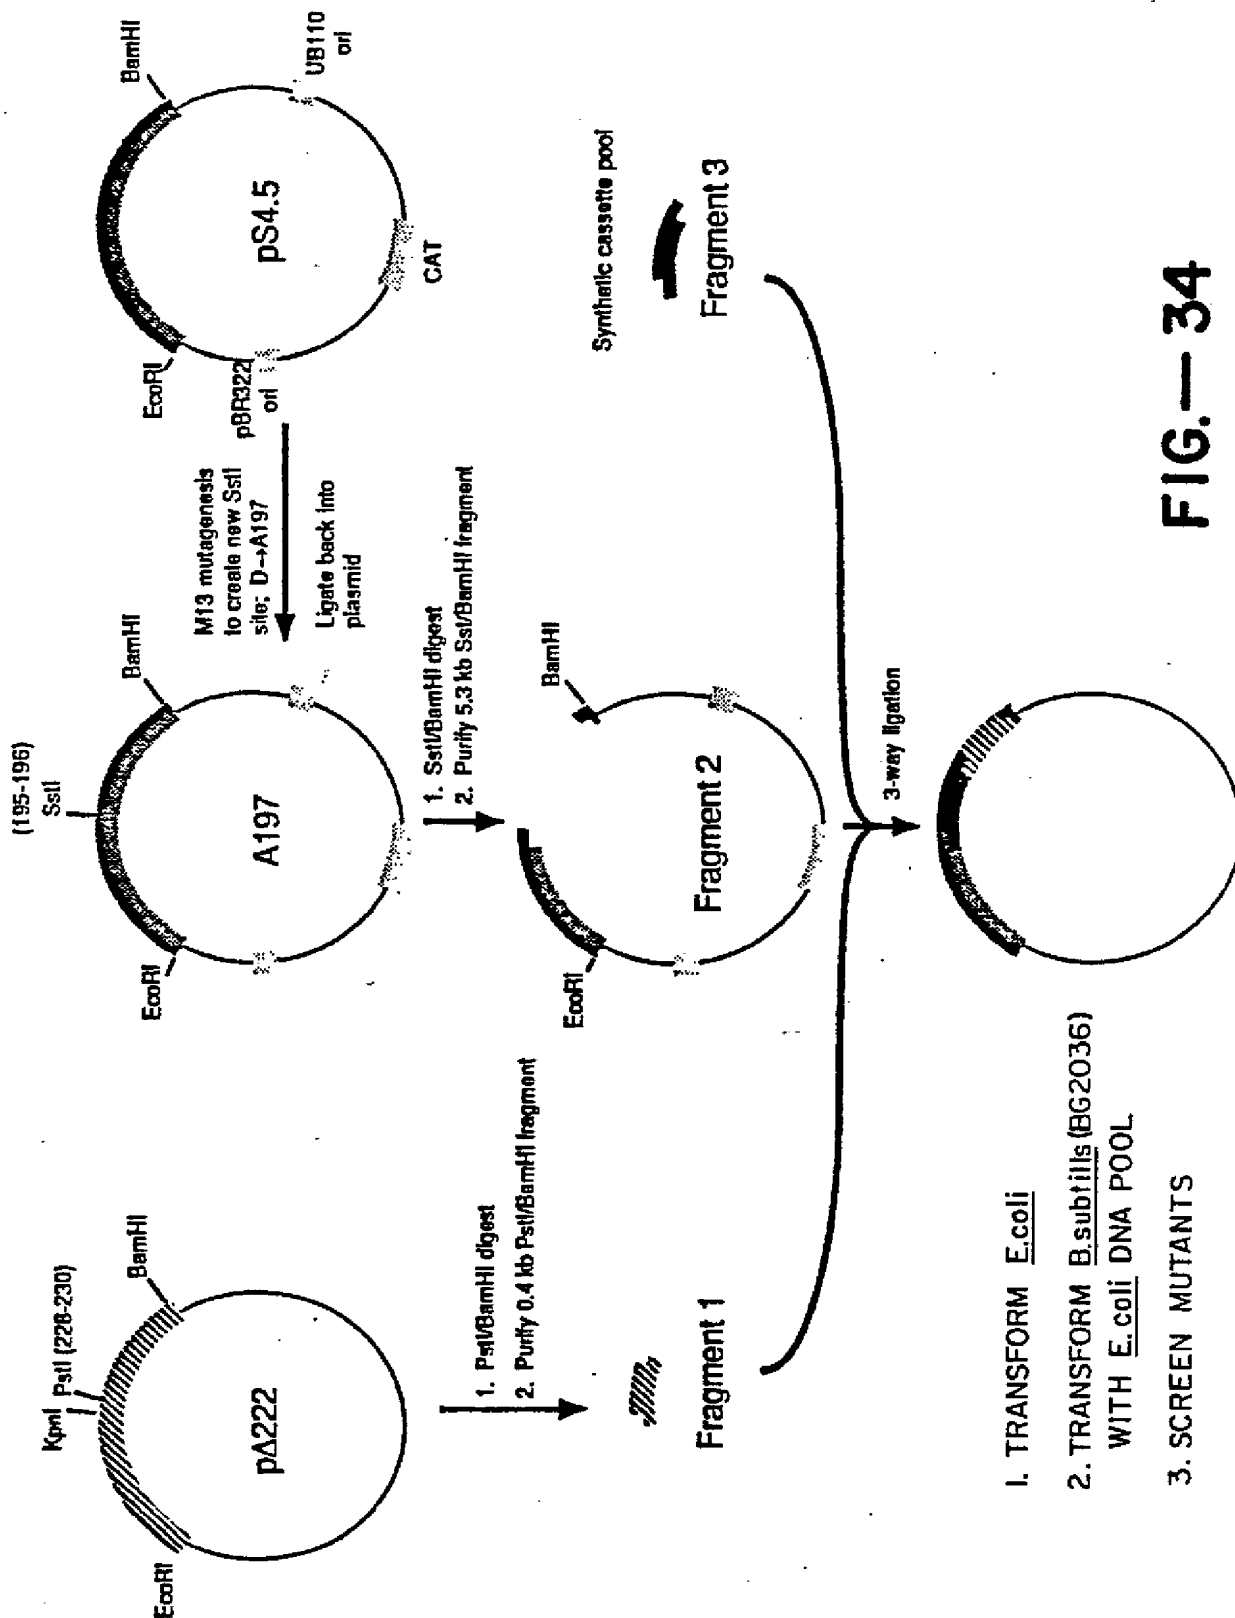 KpnI
PstI (228-230)
EcoRI
BamHI
pΔ222
1. PstI/BamHI digest
2. Purify 0.4 kb PstI/BamHI fragment
Fragment 1
(195-196)
SstI
EcoRI
BamHI
A197
1. SstI/BamHI digest
2. Purify 5.3 kb SstI/BamHI fragment
EcoRI
BamHI
Fragment 2
M13 mutagenesis
to create new SstI
site; D→A197
Ligate back into
plasmid
EcoRI
BamHI
pS4.5
pBR322
ori
UB110
ori
CAT
Synthetic cassette pool
Fragment 3
3-way ligation
1. TRANSFORM E.coli
2. TRANSFORM B.subtilis (BG2036)
WITH E.coli DNA POOL
3. SCREEN MUTANTS
FIG.—34